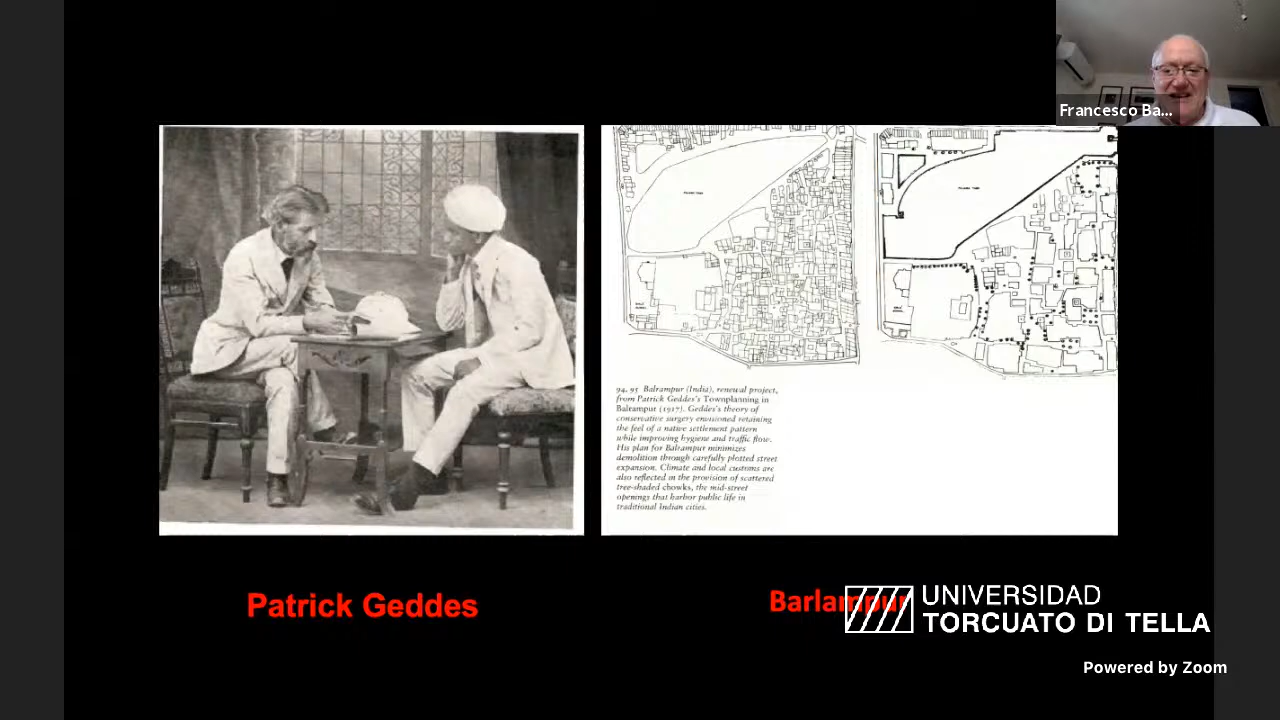 Francesco Ba...
94, 95 Balrampur (India), renewal project,
from Patrick Geddes's Townplanning in
Balrampur (1917). Geddes's theory of
conservative surgery envisioned retaining
the feel of a native settlement pattern
while improving hygiene and traffic flow.
His plan for Balrampur minimizes
demolition through carefully plotted street
expansion. Climate and local customs are
also reflected in the provision of scattered
tree-shaded chowks, the mid-street
openings that harbor public life in
traditional Indian cities.
Patrick Geddes
Barlampur
UNIVERSIDAD
TORCUATO DI TELLA
Powered by Zoom